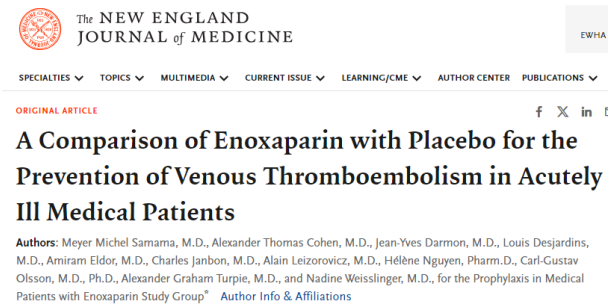 The NEW ENGLAND
JOURNAL of MEDICINE
EWHA
SPECIALTIES TOPICS MULTIMEDIA CURRENT ISSUE LEARNING/CME AUTHOR CENTER PUBLICATIONS
ORIGINAL ARTICLE
A Comparison of Enoxaparin with Placebo for the
Prevention of Venous Thromboembolism in Acutely
Ill Medical Patients
Authors: Meyer Michel Samama, M.D., Alexander Thomas Cohen, M.D., Jean-Yves Darmon, M.D., Louis Desjardins,
M.D., Amiram Eldor, M.D., Charles Janbon, M.D., Alain Leizorovicz, M.D., Hélène Nguyen, Pharm.D., Carl-Gustav
Olsson, M.D., Ph.D., Alexander Graham Turpie, M.D., and Nadine Weisslinger, M.D., for the Prophylaxis in Medical
Patients with Enoxaparin Study Group* Author Info & Affiliations